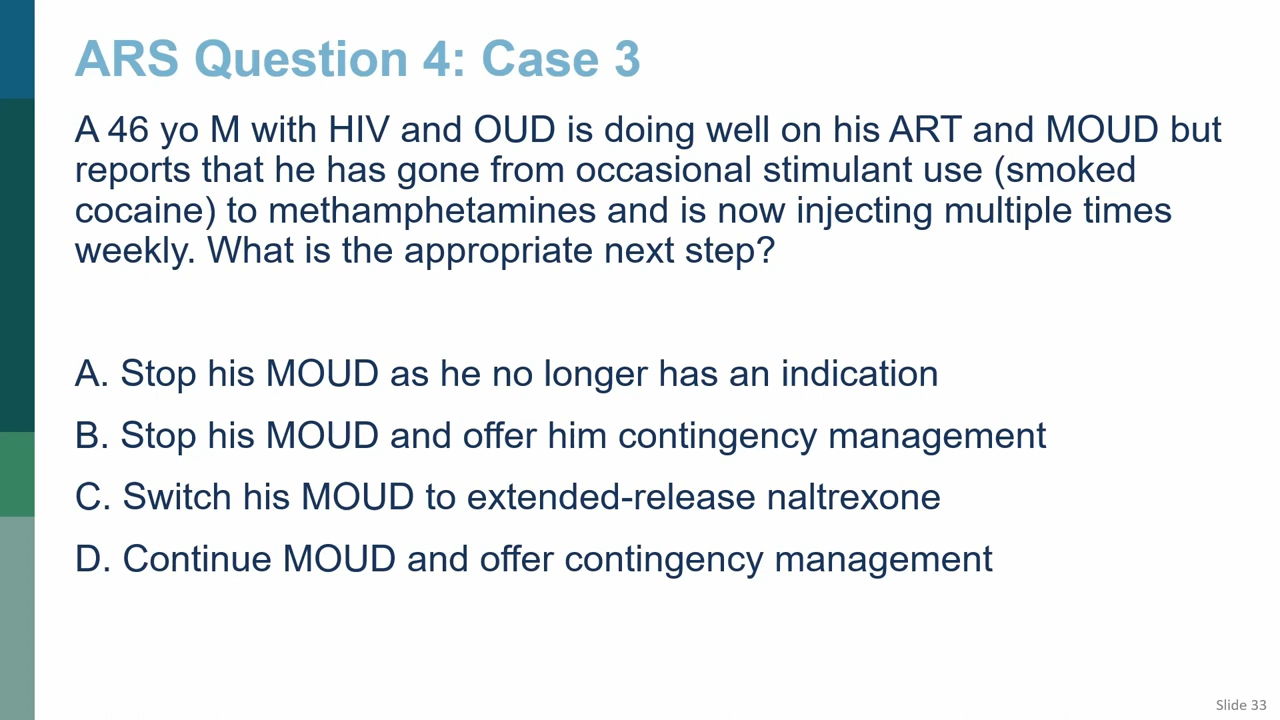 ARS Question 4: Case 3
A 46 yo M with HIV and OUD is doing well on his ART and MOUD but
reports that he has gone from occasional stimulant use (smoked
cocaine) to methamphetamines and is now injecting multiple times
weekly. What is the appropriate next step?
A. Stop his MOUD as he no longer has an indication
B. Stop his MOUD and offer him contingency management
C. Switch his MOUD to extended-release naltrexone
D. Continue MOUD and offer contingency management
Slide 33